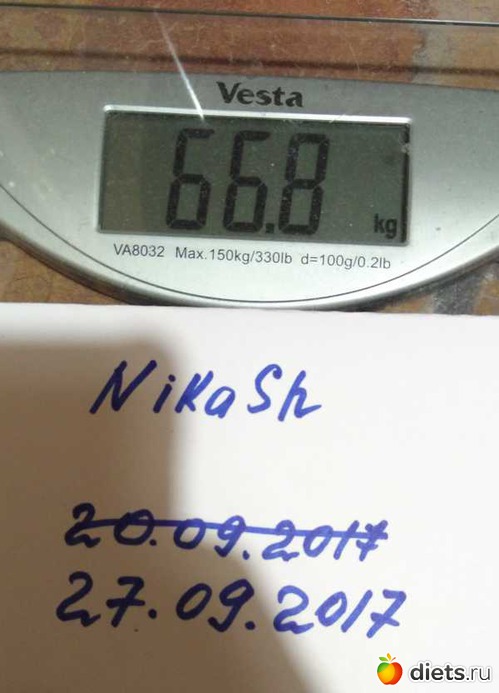 Vesta
66.8 kg
VA8032 Max.150kg/330lb d=100g/0.2lb
NikaSh
20.09.2017
27.09.2017
diets.ru